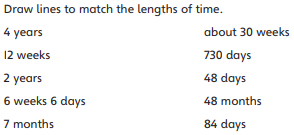 Draw lines to match the lengths of time.
4 years about 30 weeks
12 weeks 730 days
2 years 48 days
6 weeks 6 days 48 months
7 months 84 days